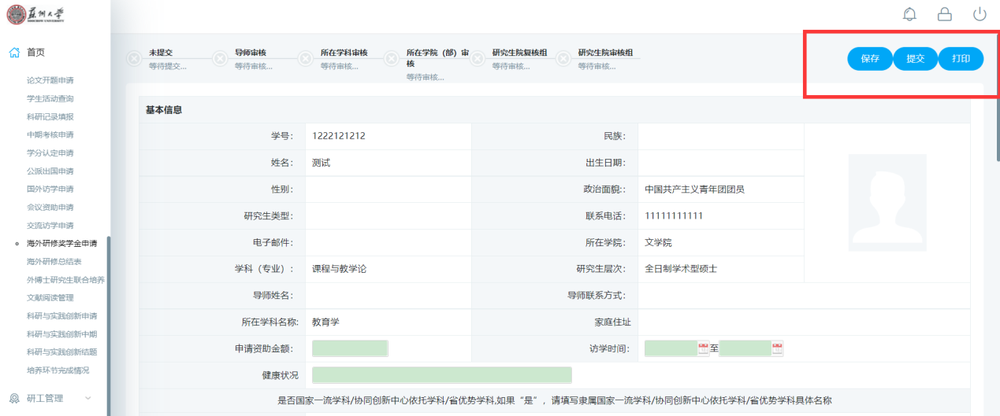 蘇州大學
SOOCHOW UNIVERSITY
首页
论文开题申请
学生活动查询
科研记录填报
中期考核申请
学分认定申请
公派出国申请
国外访学申请
会议资助申请
交流访学申请
海外研修奖学金申请
海外研修总结表
外博士研究生联合培养
文献阅读管理
科研与实践创新申请
科研与实践创新中期
科研与实践创新结题
培养环节完成情况
研工管理
未提交
等待提交...
导师审核
等待审核...
所在学科审核
等待审核...
所在学院（部）审
核
等待审核...
研究生院复核组
等待审核...
研究生院审核组
等待审核...
保存 提交 打印
基本信息
学号： 1222121212 民族：
姓名： 测试 出生日期：
性别： 政治面貌:： 中国共产主义青年团团员
研究生类型： 联系电话： 11111111111
电子邮件： 所在学院： 文学院
学科（专业）： 课程与教学论 研究生层次： 全日制学术型硕士
导师姓名： 导师联系方式：
所在学科名称: 教育学 家庭住址
申请资助金额： 访学时间： 至
健康状况
是否国家一流学科/协同创新中心依托学科/省优势学科,如果“是”，请填写隶属国家一流学科/协同创新中心依托学科/省优势学科具体名称